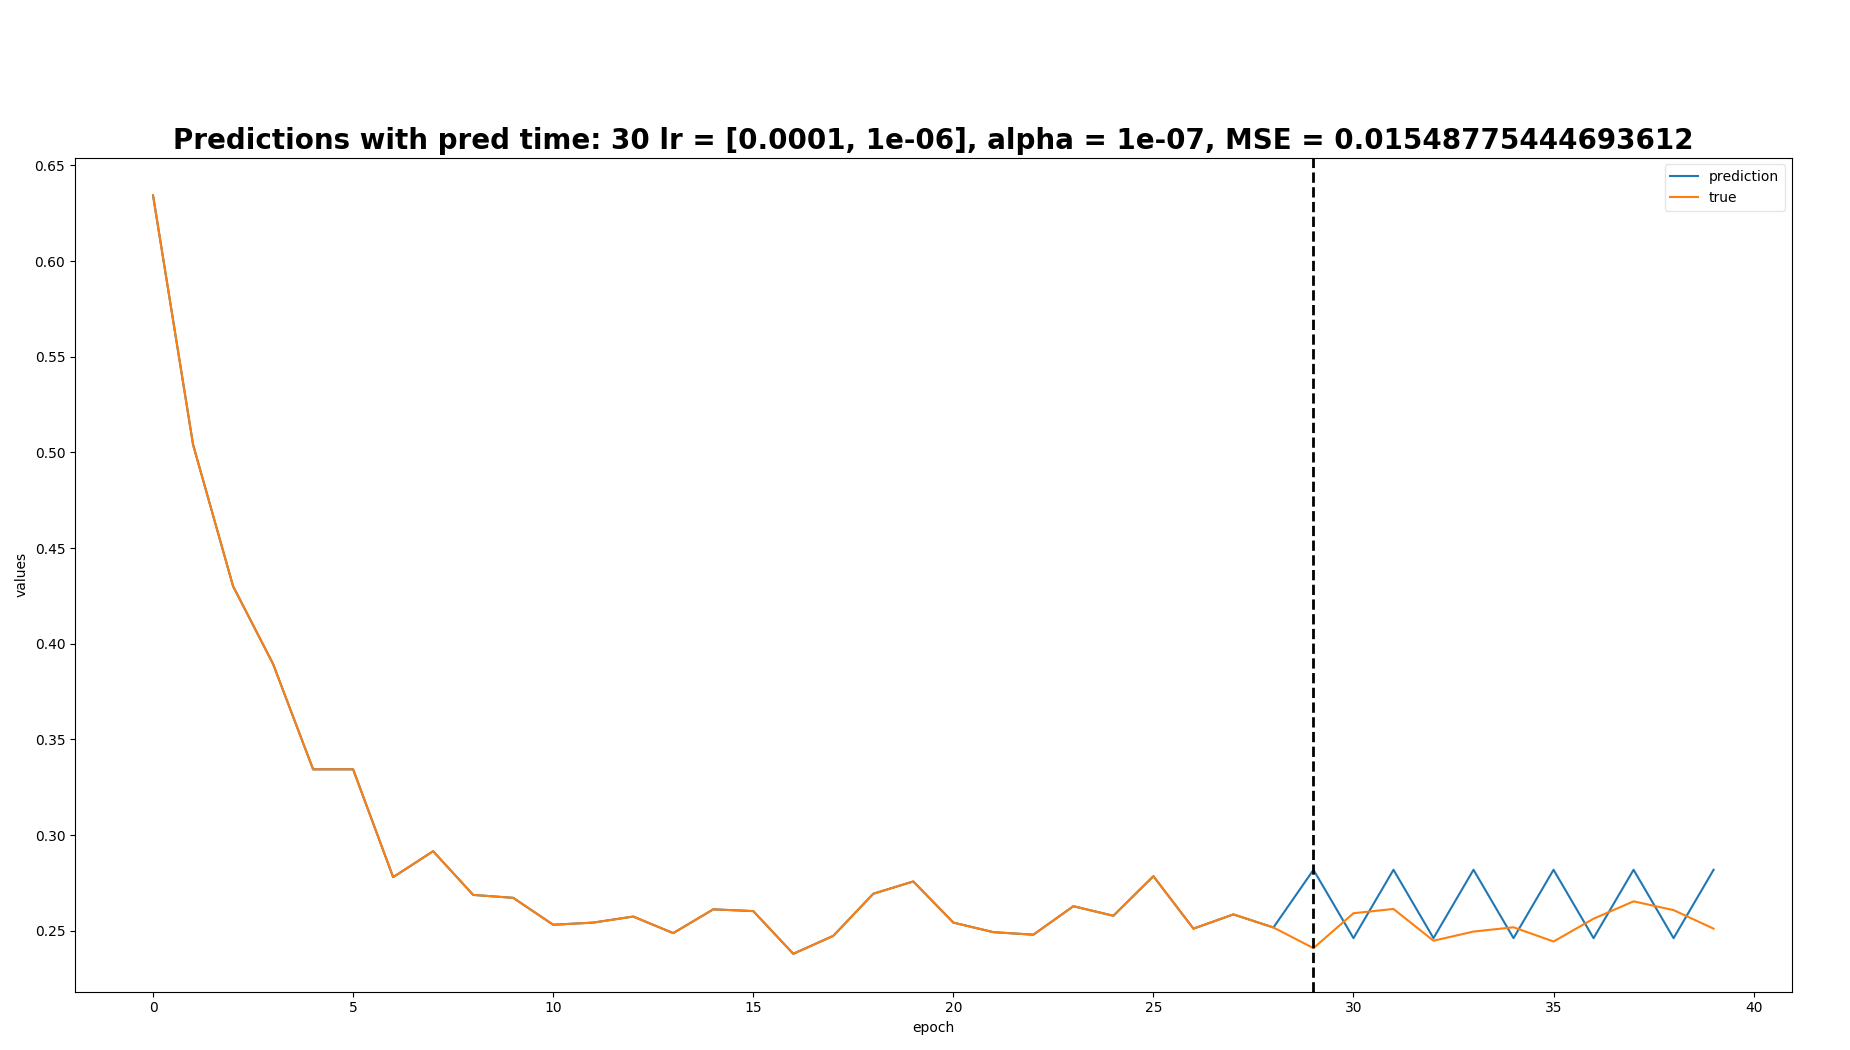 Predictions with pred time: 30 lr = [0.0001, 1e-06], alpha = 1e-07, MSE = 0.01548775444693612
prediction
true
0.65
0.60
0.55
0.50
0.45
0.40
0.35
0.30
0.25
values
0 5 10 15 20 25 30 35 40
epoch